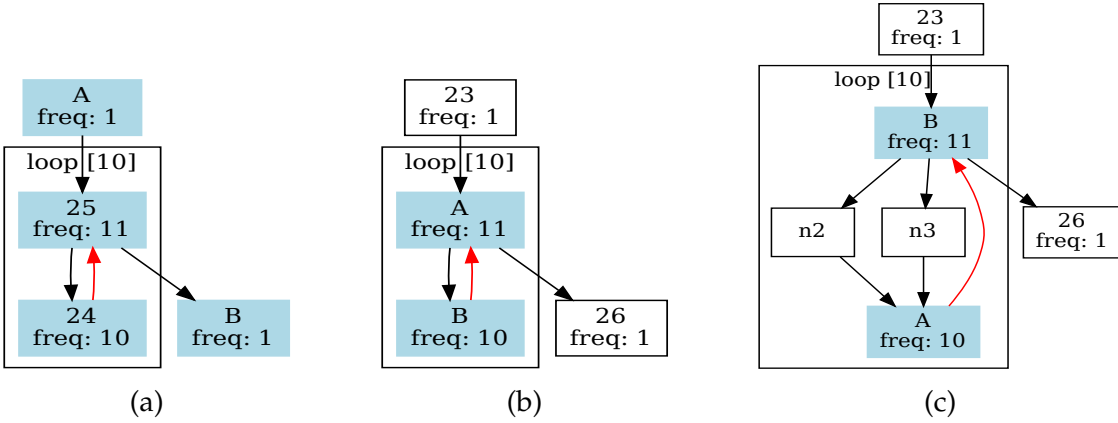 A
freq: 1
loop [10]
25
freq: 11
24
freq: 10
B
freq: 1
(a)
23
freq: 1
loop [10]
A
freq: 11
B
freq: 10
26
freq: 1
(b)
23
freq: 1
loop [10]
B
freq: 11
n2
n3
26
freq: 1
A
freq: 10
(c)